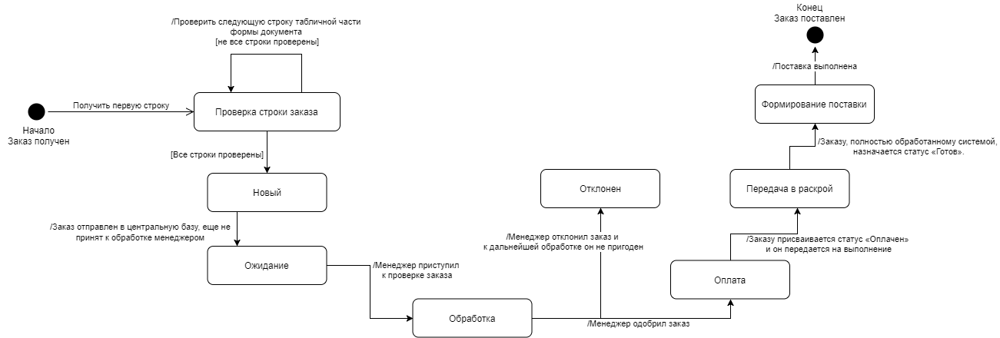 /Проверить следующую строку табличной части
формы документа
[не все строки проверены]
Получить первую строку
Начало
Заказ получен
Проверка строки заказа
[Все строки проверены]
Новый
/Заказ отправлен в центральную базу, еще не
принят к обработке менеджером
Ожидание
/Менеджер приступил
к проверке заказа
Обработка
/Менеджер отклонил заказ и
к дальнейшей обработке он не пригоден
Отклонен
/Менеджер одобрил заказ
Оплата
/Заказу присваивается статус «Оплачен»
и он передается на выполнение
Передача в раскрой
/Заказу, полностью обработанному системой,
назначается статус «Готов».
Формирование поставки
/Поставка выполнена
Конец
Заказ поставлен